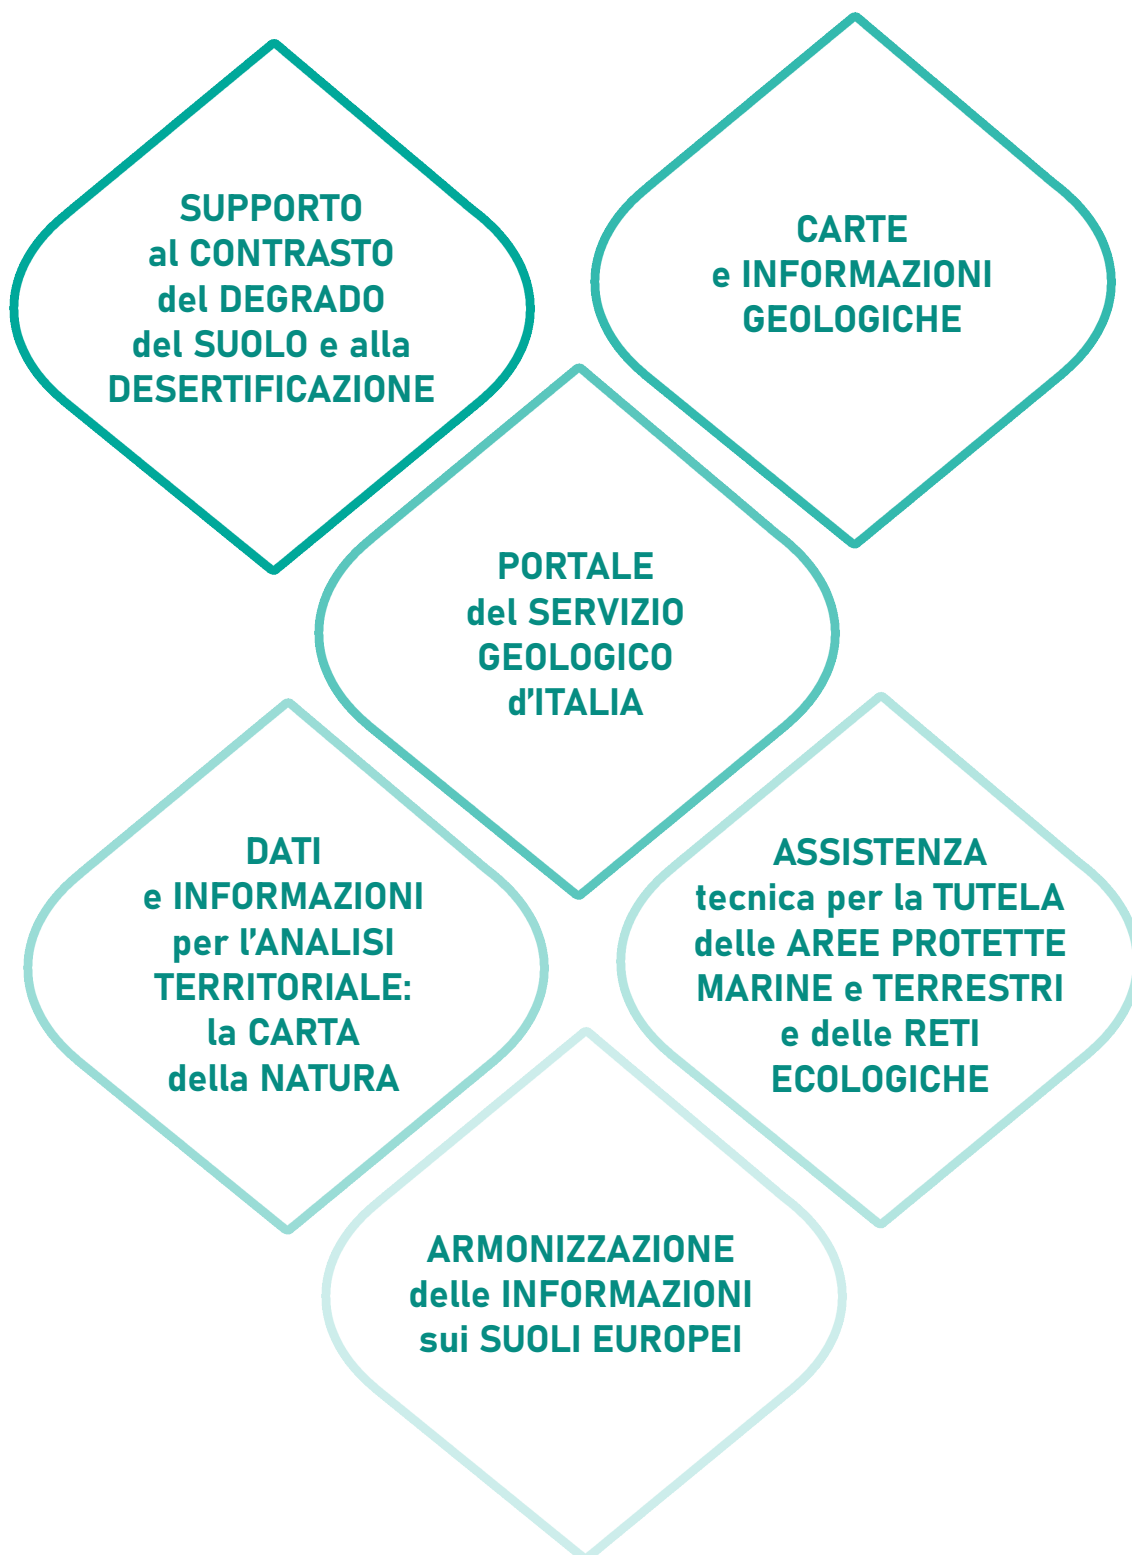 SUPPORTO
al CONTRASTO
del DEGRADO
del SUOLO e alla
DESERTIFICAZIONE
CARTE
e INFORMAZIONI
GEOLOGICHE
PORTALE
del SERVIZIO
GEOLOGICO
d'ITALIA
DATI
e INFORMAZIONI
per l'ANALISI
TERRITORIALE:
la CARTA
della NATURA
ASSISTENZA
tecnica per la TUTELA
delle AREE PROTETTE
MARINE e TERRESTRI
e delle RETI
ECOLOGICHE
ARMONIZZAZIONE
delle INFORMAZIONI
sui SUOLI EUROPEI